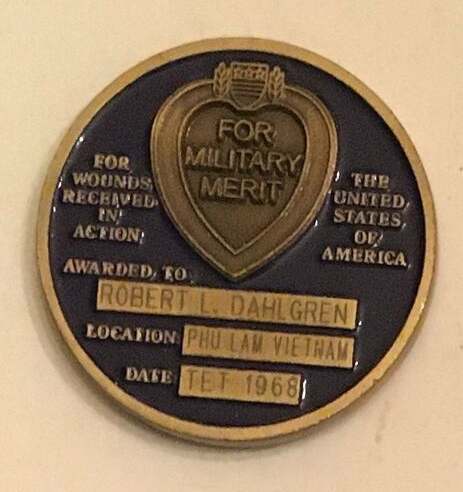 FOR
MILITARY
MERIT
FOR
WOUNDS
RECEIVED
IN
ACTION
THE
UNITED
STATES
OF
AMERICA
AWARDED TO
ROBERT L. DAHLGREN
LOCATION PHU LAM VIETNAM
DATE TET 1968